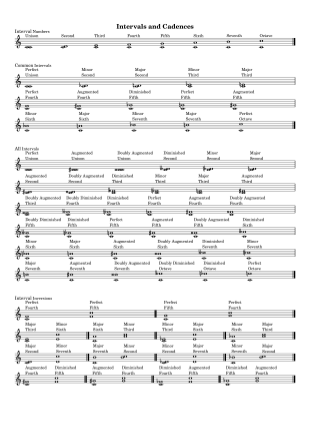 Intervals and Cadences
Interval Numbers
Unison Second Third Fourth Fifth Sixth Seventh Octave
Common Intervals
Perfect Minor Major Minor Major
Unison Second Second Third Third
Perfect Augmented Diminished Perfect Augmented
Fourth Fourth Fifth Fifth Fifth
Minor Major Minor Major Perfect
Sixth Sixth Seventh Seventh Octave
All Intervals
Perfect Augmented Doubly Augmented Diminished Minor Major
Unison Unison Unison Second Second Second
Augmented Doubly Augmented Diminished Minor Major Augmented
Second Second Third Third Third Third
Doubly Augmented Doubly Diminished Diminished Perfect Augmented Doubly Augmented
Third Fourth Fourth Fourth Fourth Fourth
Doubly Diminished Diminished Perfect Augmented Doubly Augmented Diminished
Fifth Fifth Fifth Fifth Fifth Sixth
Minor Major Augmented Doubly Augmented Diminished Minor
Sixth Sixth Sixth Sixth Seventh Seventh
Major Augmented Doubly Augmented Doubly Diminished Diminished Perfect
Seventh Seventh Seventh Octave Octave Octave
Interval Inversions
Perfect Perfect Perfect Perfect
Fourth Fifth Fifth Fourth
Major Minor Major Minor Major Minor Major Minor
Third Sixth Sixth Third Third Sixth Sixth Third
Major Minor Major Minor Major Minor Major Minor
Second Seventh Seventh Second Second Seventh Seventh Second
Augmented Diminished Augmented Diminished Augmented Diminished Augmented Diminished
Fourth Fifth Fifth Fourth Fourth Fifth Fifth Fourth